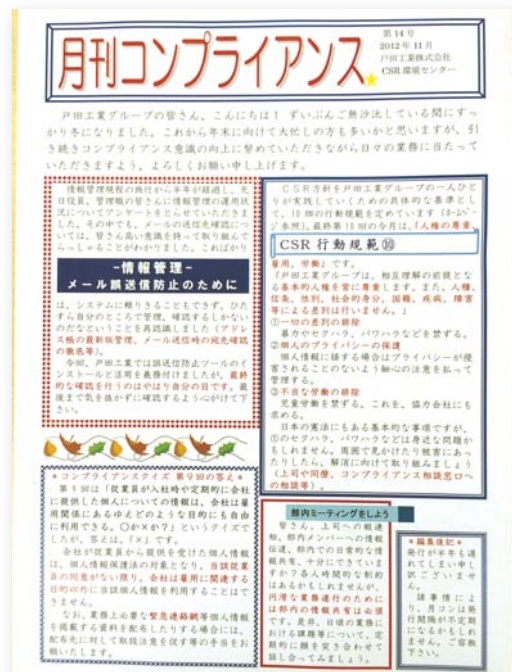 月刊コンプライアンス
第14号
2012年11月
戸田工業株式会社
CSR環境センター
戸田工業グループの皆さん、こんにちは！ ずいぶんご無沙汰している間にすっ
かり冬になりました。これから年末に向けて大忙しの方も多いかと思いますが、引
き続きコンプライアンス意識の向上に努めていただきながら日々の業務に当たって
いただきますよう、よろしくお願い申し上げます。
情報管理規程の施行から半年が経過し、先
日役員、管理職の皆さんに情報管理の運用状
況についてアンケートをとらせていただきま
した。その中でも、メールの送信先確認につ
いては、皆さん高い意識を持って取り組んで
らっしゃることがわかりました。こればかり
－情報管理－
メール誤送信防止のために
は、システムに頼りきることもできず、ひた
すら自分のところで管理、確認するしかない
のだなということを再認識しました（アドレ
ス帳の最新版管理、メール送信時の宛先確認
の徹底等）。
今回、戸田工業では誤送信防止ツールのイ
ンストールと活用を義務付けましたが、最終
的な確認を行うのはやはり自分の目です。最
後まで気を抜かずに確認するよう心がけて下
さい。
CSR方針を戸田工業グループの一人ひと
りが実践していくための具体的な基準とし
て、10個の行動規範を定めています（ホームペー
ジ参照）。最終第10回の今月は、「人権の尊重、
CSR行動規範⑩
雇用、労働」です。
「戸田工業グループは、相互理解の前提とな
る基本的人権を常に尊重します。また、人種、
信条、性別、社会的身分、国籍、疾病、障害
等による差別は行いません。」
①一切の差別の排除
暴力やセクハラ、パワハラなどを禁ずる。
②個人のプライバシーの保護
個人情報に関する場合はプライバシーが侵
害されることのないよう細心の注意を払って
管理する。
③不当な労働の排除
児童労働を禁ずる。これを、協力会社にも
求める。
日本の憲法にもある基本的な事項ですが、
①のセクハラ、パワハラなどは身近な問題か
もしれません。周囲で見かけたり被害にあっ
たりしたら、解消に向けて取り組みましょう
（上司や同僚、コンプライアンス相談窓口へ
の相談等）。
＊コンプライアンスクイズ 第9回の答え＊
第9回は「従業員が入社時や定期的に会社
に提供した個人についての情報は、会社は雇
用関係にあるゆえどのような目的にも自由
に利用できる。○か×か？」というクイズで
したが、答えは、「×」です。
会社が従業員から提供を受けた個人情報
は、個人情報保護法の対象となり、当該従業
員の同意がない限り、会社は雇用に関連する
目的以外に当該個人情報を利用することはで
きません。
なお、業務上必要な緊急連絡網等個人情報
を掲載する資料を配布したりする場合には、
配布先に対して取扱注意を促す等の手当をお
願いします。
部内ミーティングをしよう
皆さん、上司への報連
相、部内メンバーへの情報
伝達、部内での日常的な情
報共有、十分にできていま
すか？各人時間的な制約
はあるかもしれませんが、
円滑な業務遂行のために
は部内の情報共有は必須
です。是非、日頃の業務に
おける課題等について、定
期的に顔を突き合わせて
話し合ってみましょう。
＊編集後記＊
発行が半年も遅
れてしまい申し
訳ございませ
ん。
諸事情によ
り、月コンは発
行間隔が不定期
になるかもしれ
ません。ご容赦
下さい。